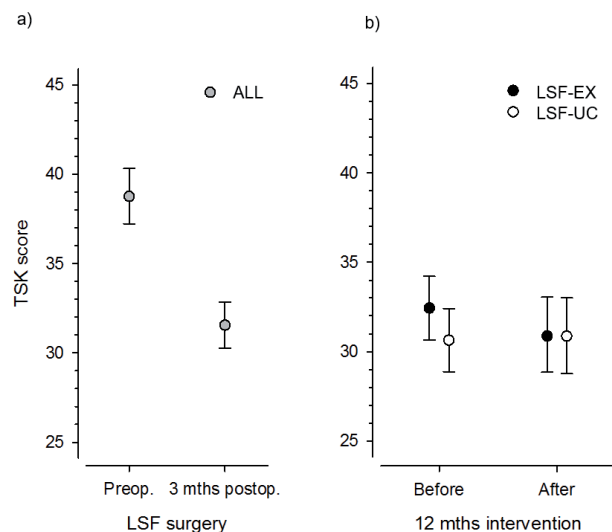 a)
TSK score
45
40
35
30
25
ALL
Preop.
3 mths postop.
LSF surgery
b)
45
40
35
30
25
LSF-EX
LSF-UC
Before
After
12 mths intervention